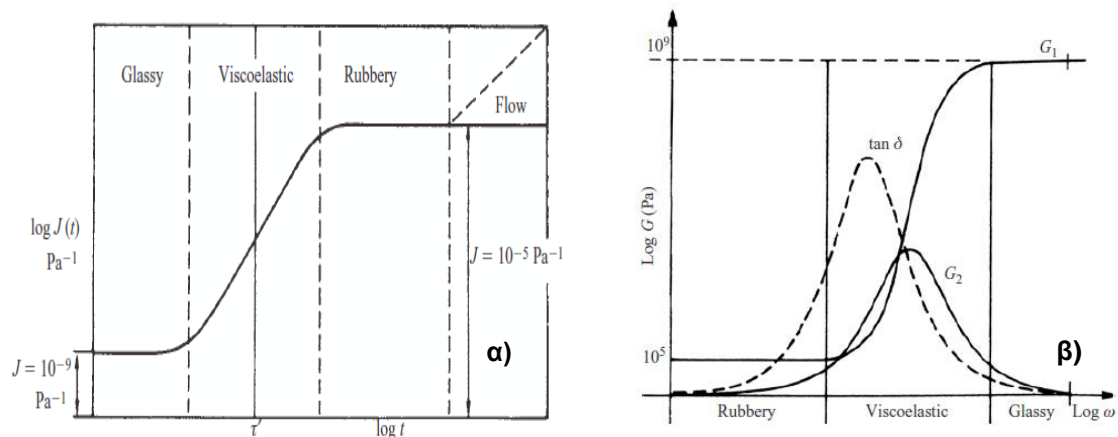 Glassy
Viscoelastic
Rubbery
Flow
log J (t)
Pa⁻¹
J = 10⁻⁵ Pa⁻¹
J = 10⁻⁹
Pa⁻¹
α)
τ′
log t
10⁹
G₁
tan δ
Log G (Pa)
G₂
10⁵
β)
Rubbery
Viscoelastic
Glassy
Log ω